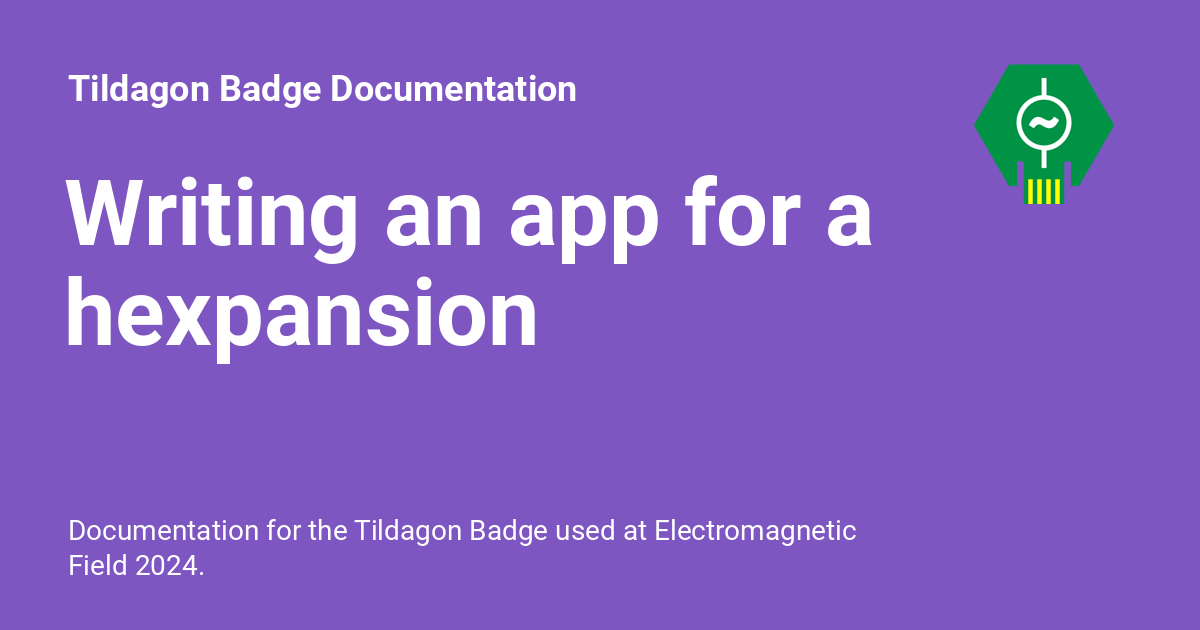 Tildagon Badge Documentation
Writing an app for a
hexpansion
Documentation for the Tildagon Badge used at Electromagnetic
Field 2024.